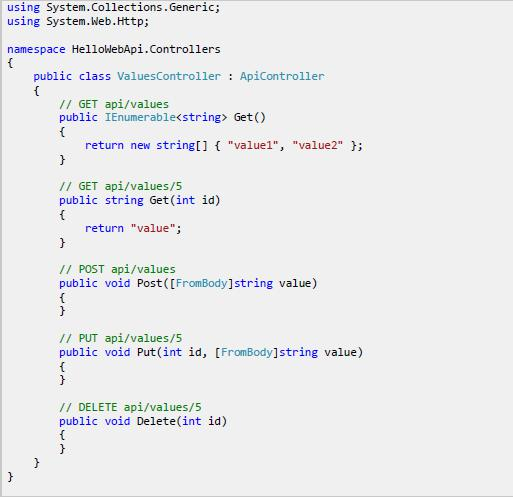 using System.Collections.Generic;
using System.Web.Http;

namespace HelloWebApi.Controllers
{
    public class ValuesController : ApiController
    {
        // GET api/values
        public IEnumerable<string> Get()
        {
            return new string[] { "value1", "value2" };
        }

        // GET api/values/5
        public string Get(int id)
        {
            return "value";
        }

        // POST api/values
        public void Post([FromBody]string value)
        {
        }

        // PUT api/values/5
        public void Put(int id, [FromBody]string value)
        {
        }

        // DELETE api/values/5
        public void Delete(int id)
        {
        }
    }
}